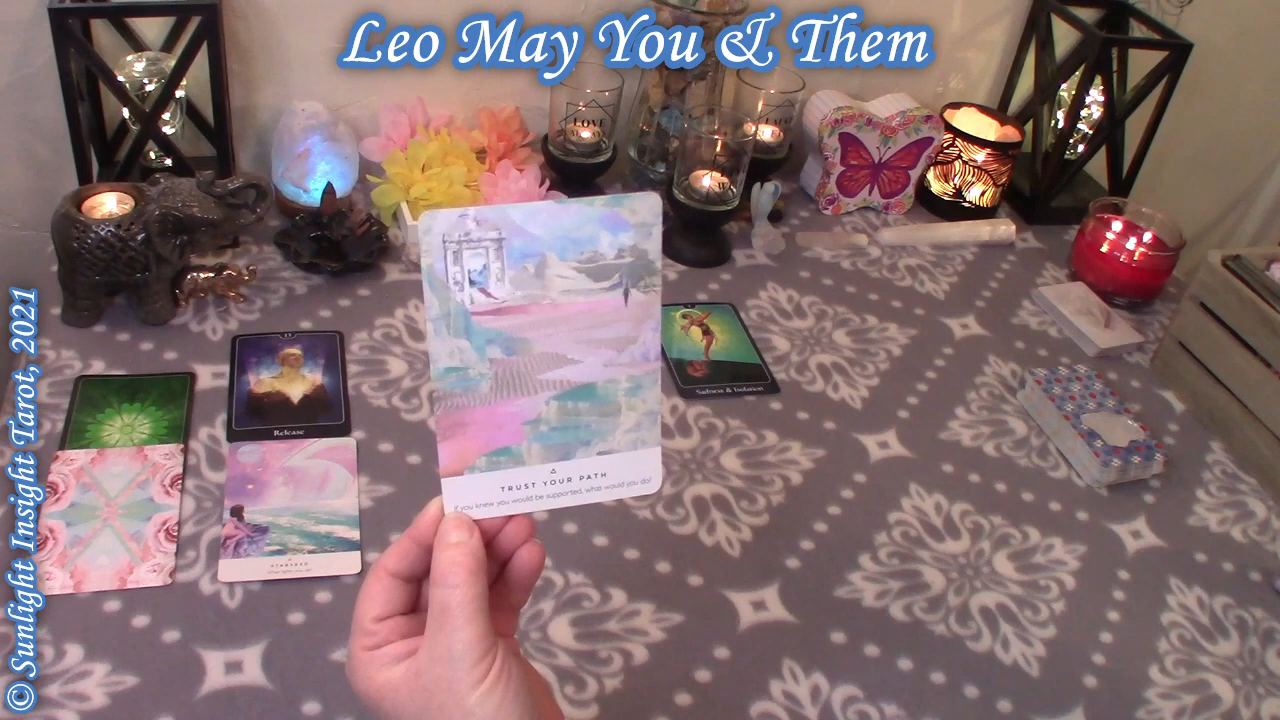 Leo May You & Them
© Sunlight Insight Tarot, 2021
LOVE
Release
Sadness & Isolation
STARSEED
TRUST YOUR PATH
If you knew you would be supported, what would you do?